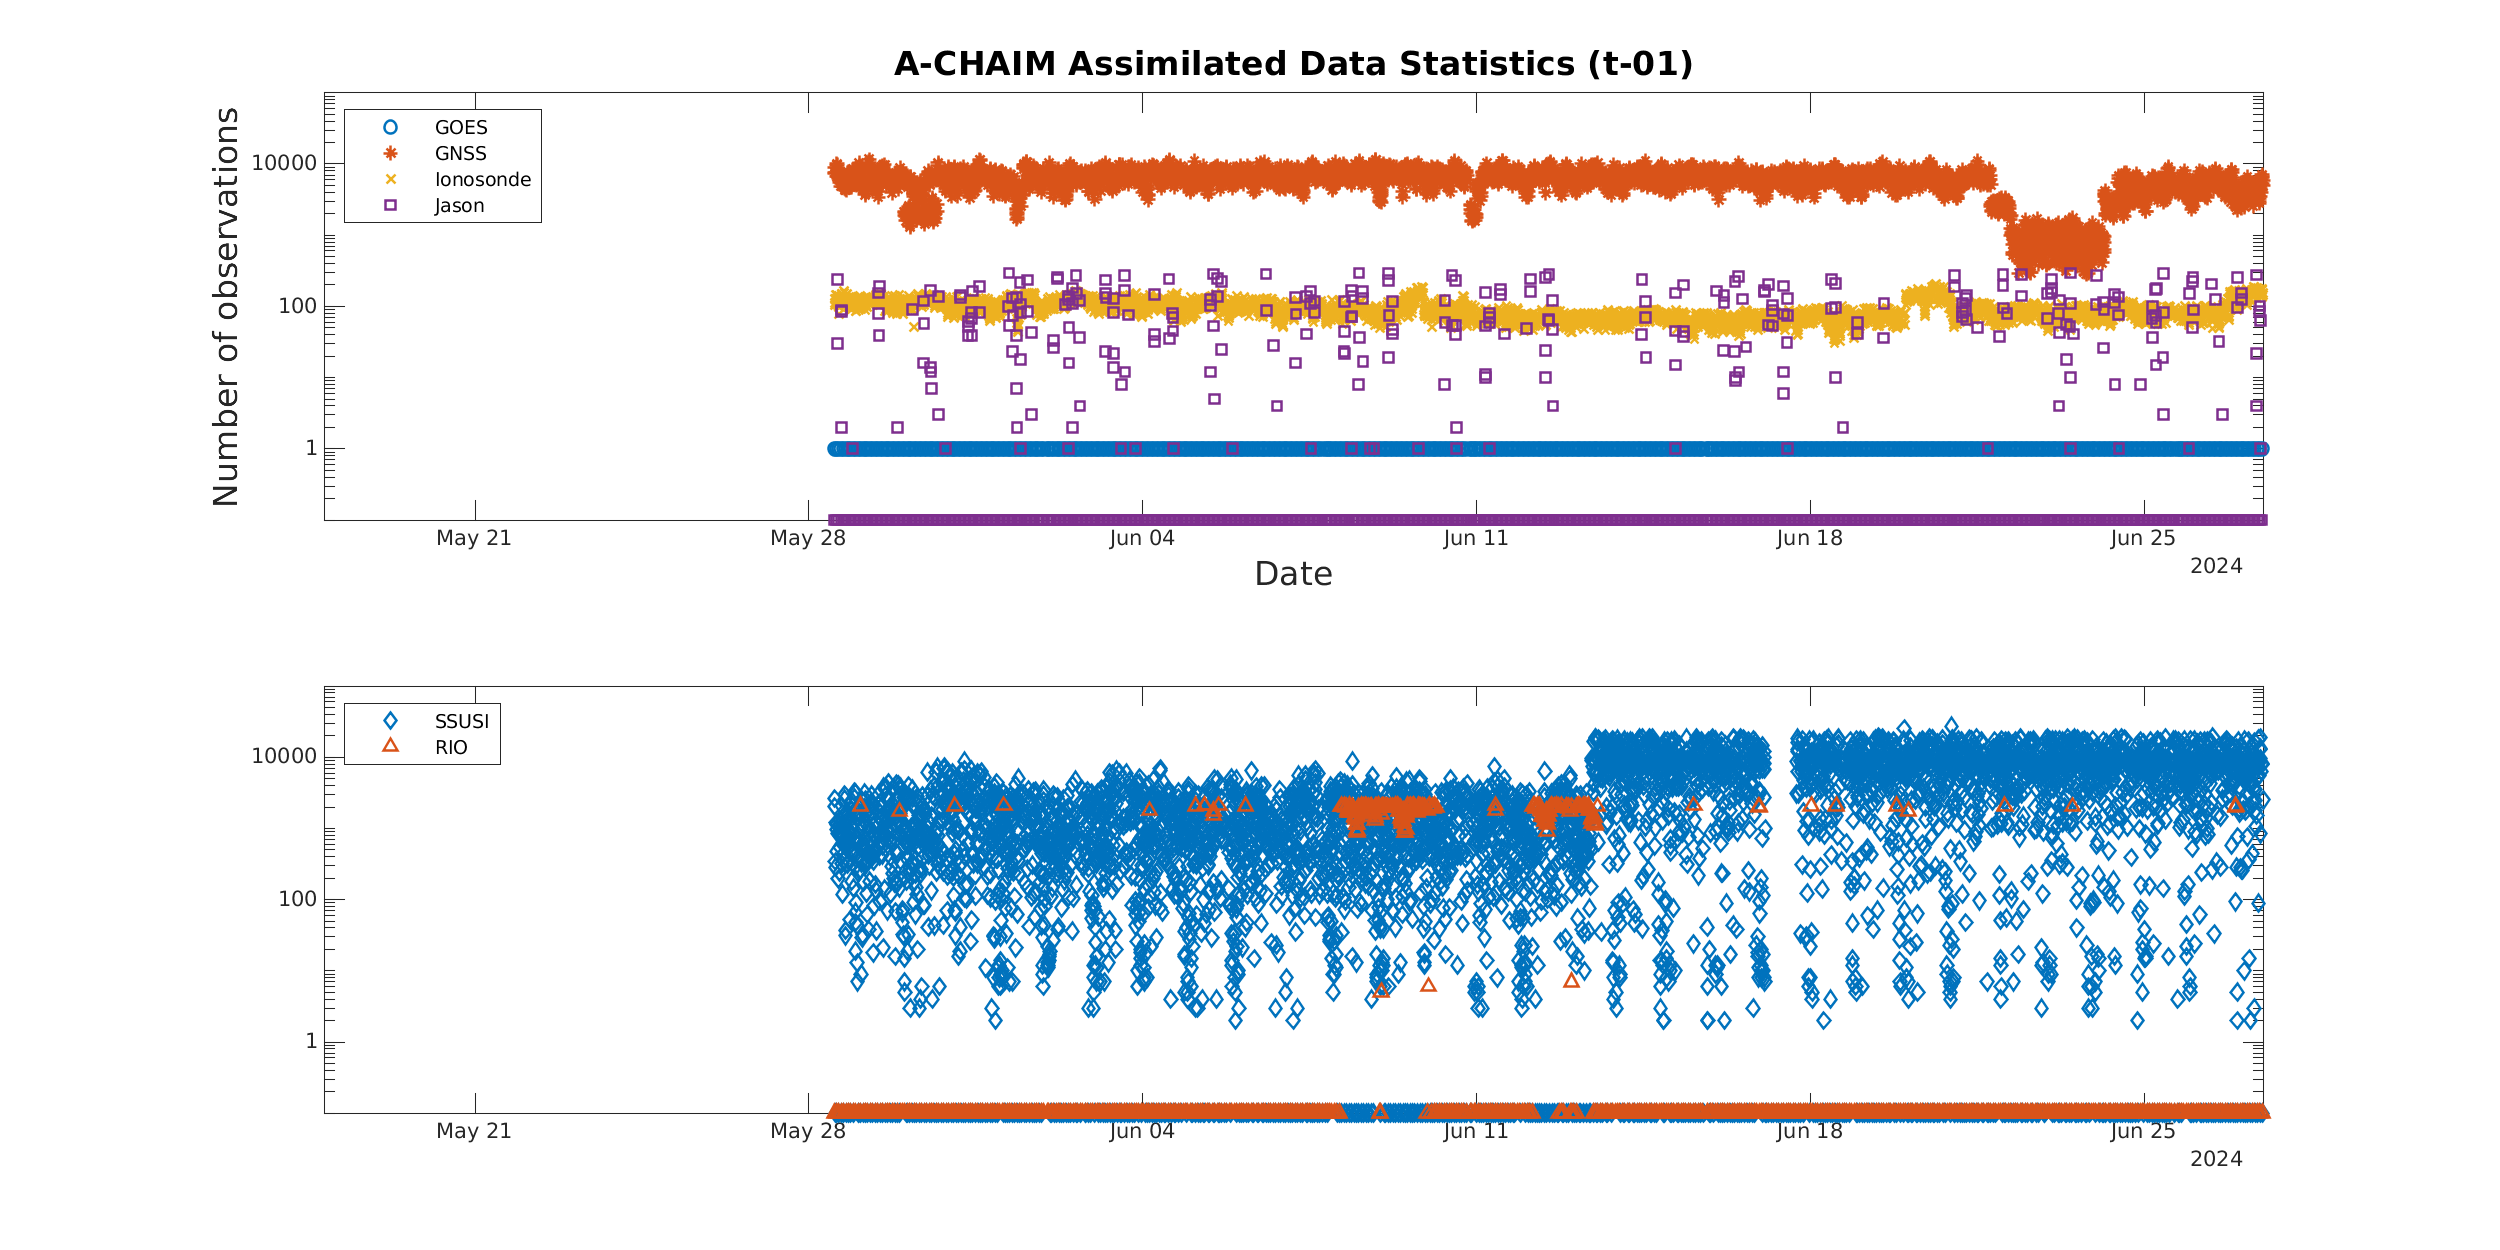 A-CHAIM Assimilated Data Statistics (t-01)
Number of observations
10000
100
1
GOES
GNSS
Ionosonde
Jason
May 21
May 28
Jun 04
Jun 11
Jun 18
Jun 25
2024
Date
10000
100
1
SSUSI
RIO
May 21
May 28
Jun 04
Jun 11
Jun 18
Jun 25
2024